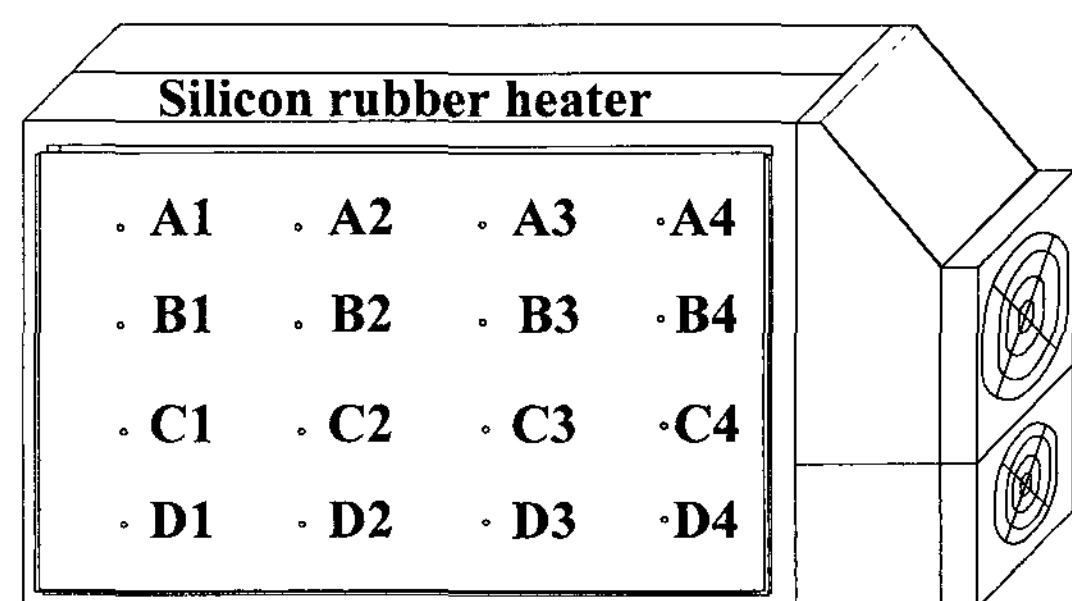 Silicon rubber heater
A1 A2 A3 A4
B1 B2 B3 B4
C1 C2 C3 C4
D1 D2 D3 D4